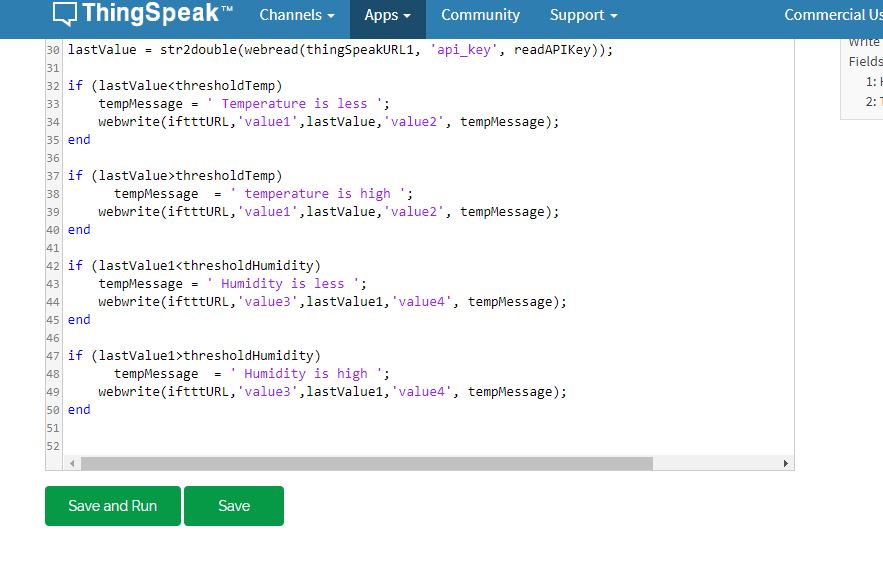 ThingSpeak™ Channels Apps Community Support Commercial Us
30 lastValue = str2double(webread(thingSpeakURL1, 'api_key', readAPIKey));
31
32 if (lastValue<thresholdTemp)
33 tempMessage = ' Temperature is less ';
34 webwrite(iftttURL,'value1',lastValue,'value2', tempMessage);
35 end
36
37 if (lastValue>thresholdTemp)
38 tempMessage = ' temperature is high ';
39 webwrite(iftttURL,'value1',lastValue,'value2', tempMessage);
40 end
41
42 if (lastValue1<thresholdHumidity)
43 tempMessage = ' Humidity is less ';
44 webwrite(iftttURL,'value3',lastValue1,'value4', tempMessage);
45 end
46
47 if (lastValue1>thresholdHumidity)
48 tempMessage = ' Humidity is high ';
49 webwrite(iftttURL,'value3',lastValue1,'value4', tempMessage);
50 end
51
52
Write
Fields
1: H
2: T
Save and Run Save